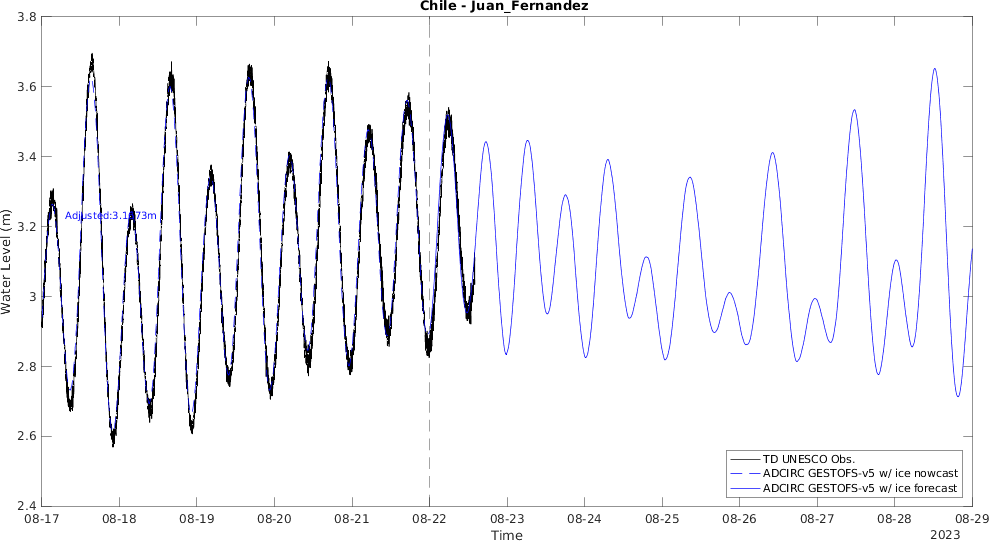 Chile - Juan_Fernandez
3.8
3.6
3.4
3.2
3
2.8
2.6
2.4
Water Level (m)
TD UNESCO Obs.
ADCIRC GESTOFS-v5 w/ ice nowcast
ADCIRC GESTOFS-v5 w/ ice forecast
08-17 08-18 08-19 08-20 08-21 08-22 08-23 08-24 08-25 08-26 08-27 08-28 08-29
Time
2023